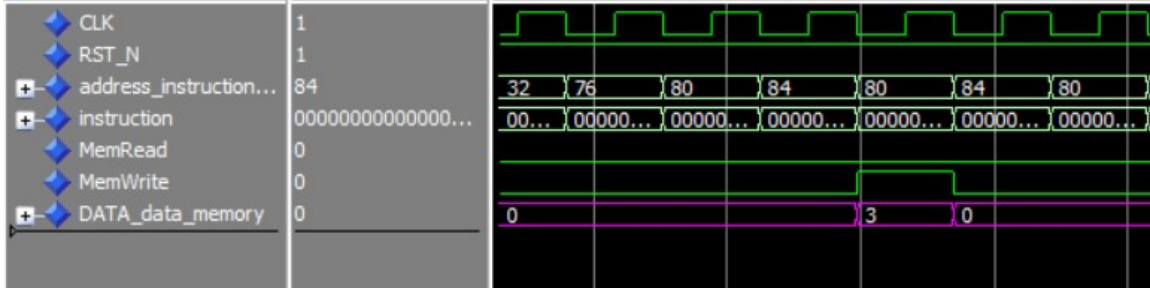 CLK 1
RST_N 1
address_instruction... 84 32 76 80 84 80 84 80
instruction 00000000000000... 00... 00000... 00000... 00000... 00000... 00000... 00000...
MemRead 0
MemWrite 0
DATA_data_memory 0 0 3 0